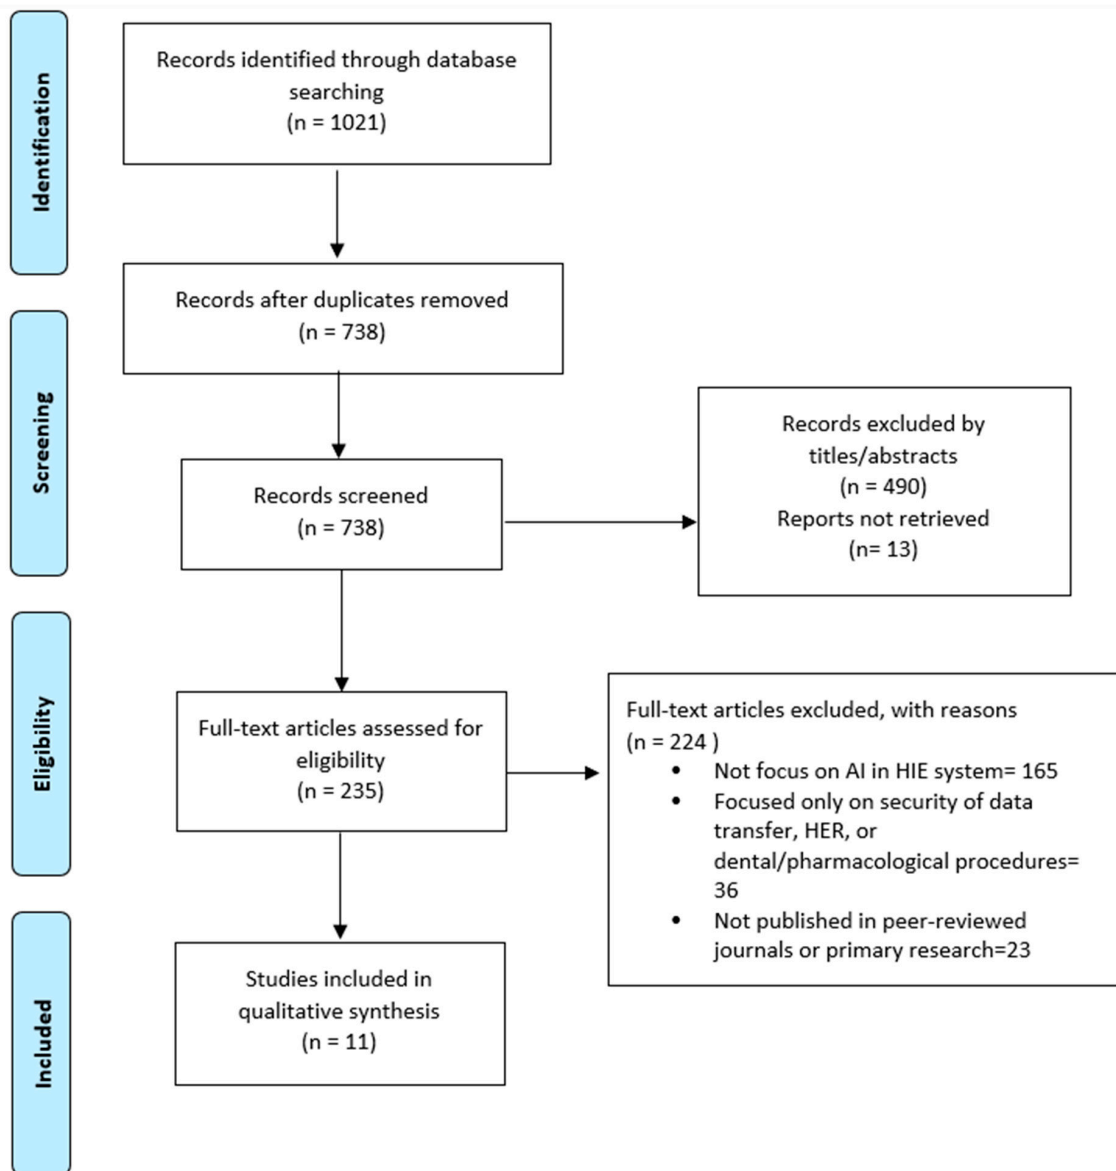 Identification
Records identified through database
searching
(n = 1021)
Records after duplicates removed
(n = 738)
Screening
Records screened
(n = 738)
Records excluded by
titles/abstracts
(n = 490)
Reports not retrieved
(n= 13)
Eligibility
Full-text articles assessed for
eligibility
(n = 235)
Full-text articles excluded, with reasons
(n = 224 )
• Not focus on AI in HIE system= 165
• Focused only on security of data
transfer, HER, or
dental/pharmacological procedures=
36
• Not published in peer-reviewed
journals or primary research=23
Included
Studies included in
qualitative synthesis
(n = 11)